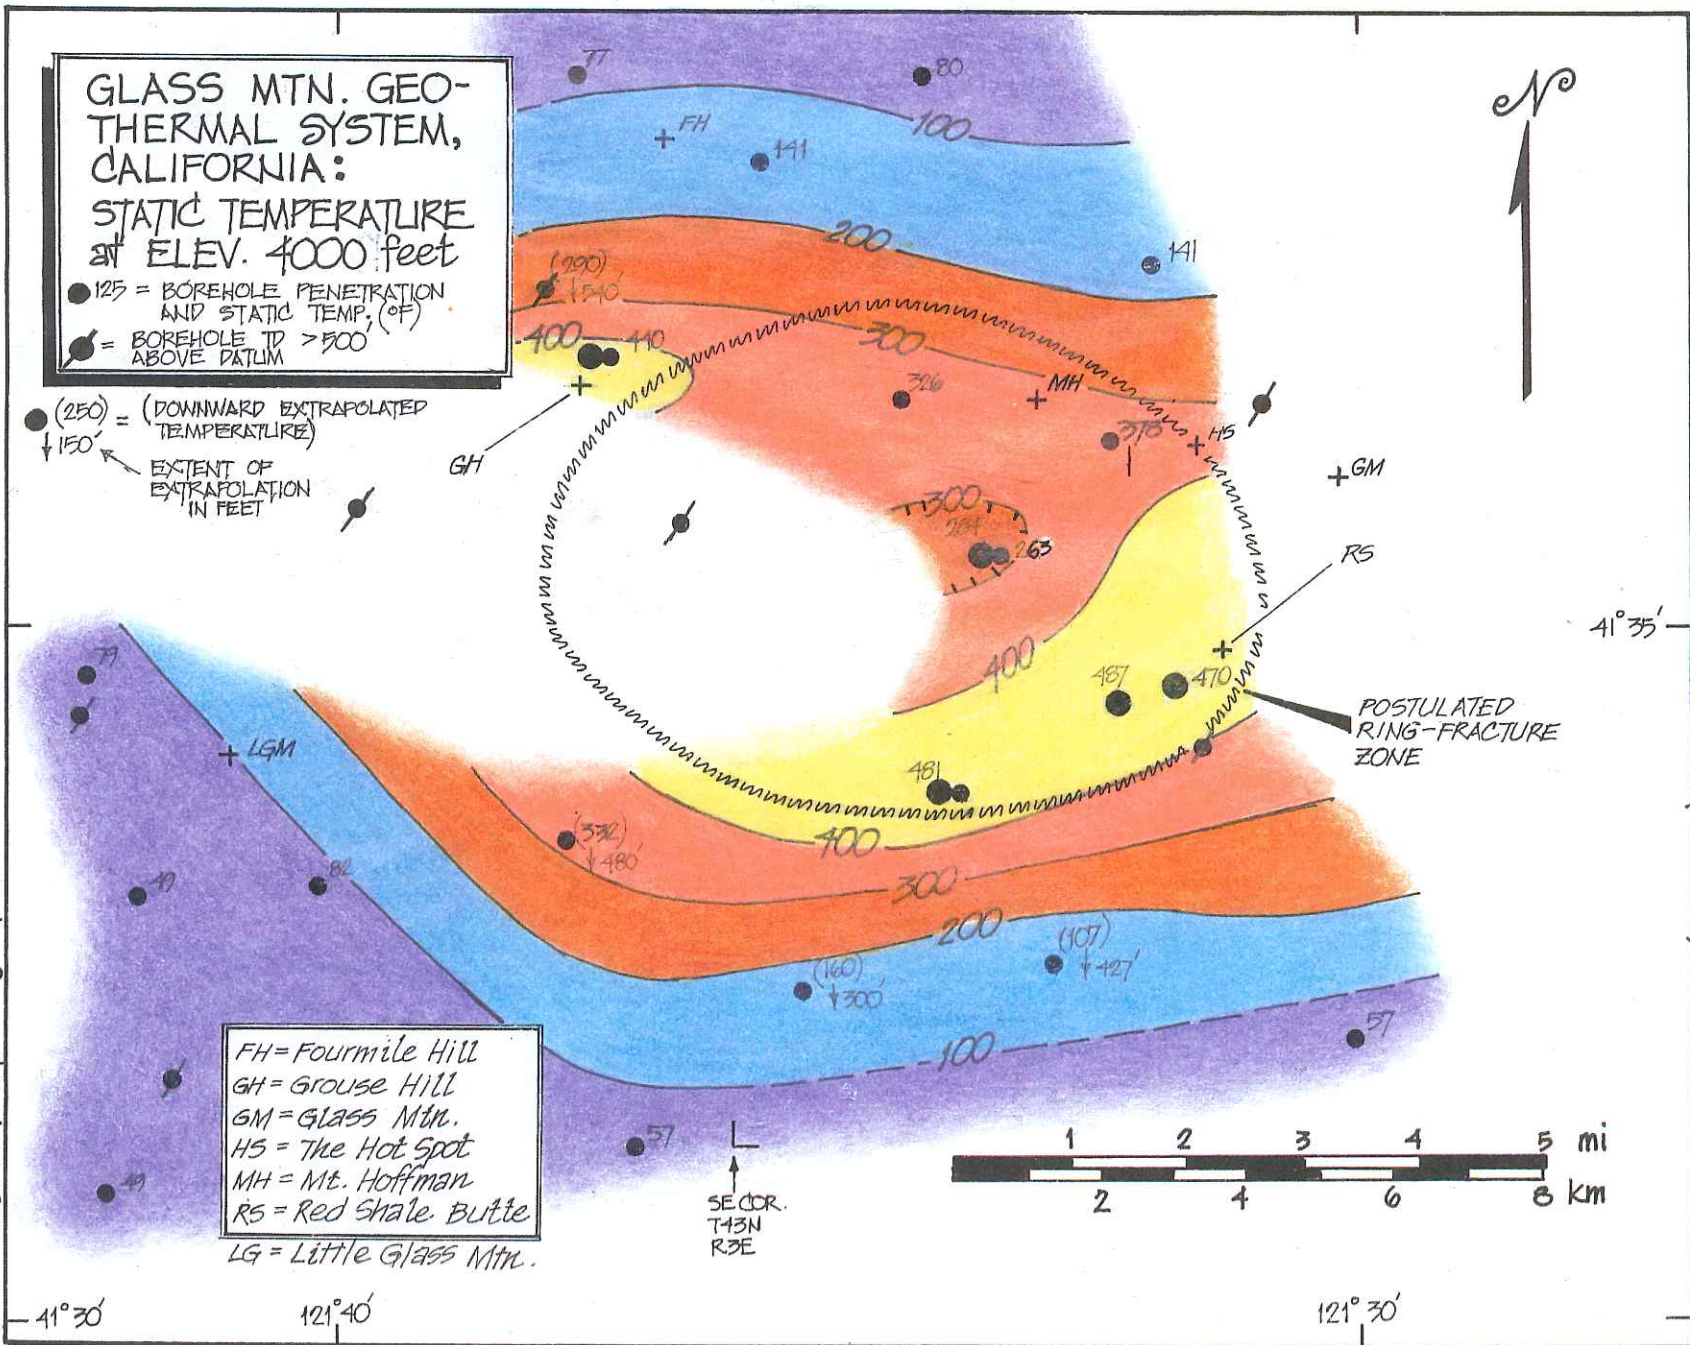 GLASS MTN. GEO-
THERMAL SYSTEM,
CALIFORNIA:
STATIC TEMPERATURE
at ELEV. 4000 feet
125 = BOREHOLE PENETRATION
AND STATIC TEMP. (°F)
= BOREHOLE TD >500'
ABOVE DATUM
(250) = (DOWNWARD EXTRAPOLATED
↓150' TEMPERATURE)
EXTENT OF
EXTRAPOLATION
IN FEET
N
77
80
100
FH
141
200
141
(290)
↓540'
300
400
440
GH
326
MH
378
HS
GM
300
284
263
RS
41°35'
400
487
470
POSTULATED
RING-FRACTURE
ZONE
79
LGM
481
400
(332)
↓480'
300
49
82
200
(160)
↓300'
(107)
↓427'
100
57
57
49
FH = Fourmile Hill
GH = Grouse Hill
GM = Glass Mtn.
HS = The Hot Spot
MH = Mt. Hoffman
RS = Red Shale Butte
LG = Little Glass Mtn.
SE COR.
T43N
R3E
1 2 3 4 5 mi
2 4 6 8 km
41°30'
121°40'
121°30'